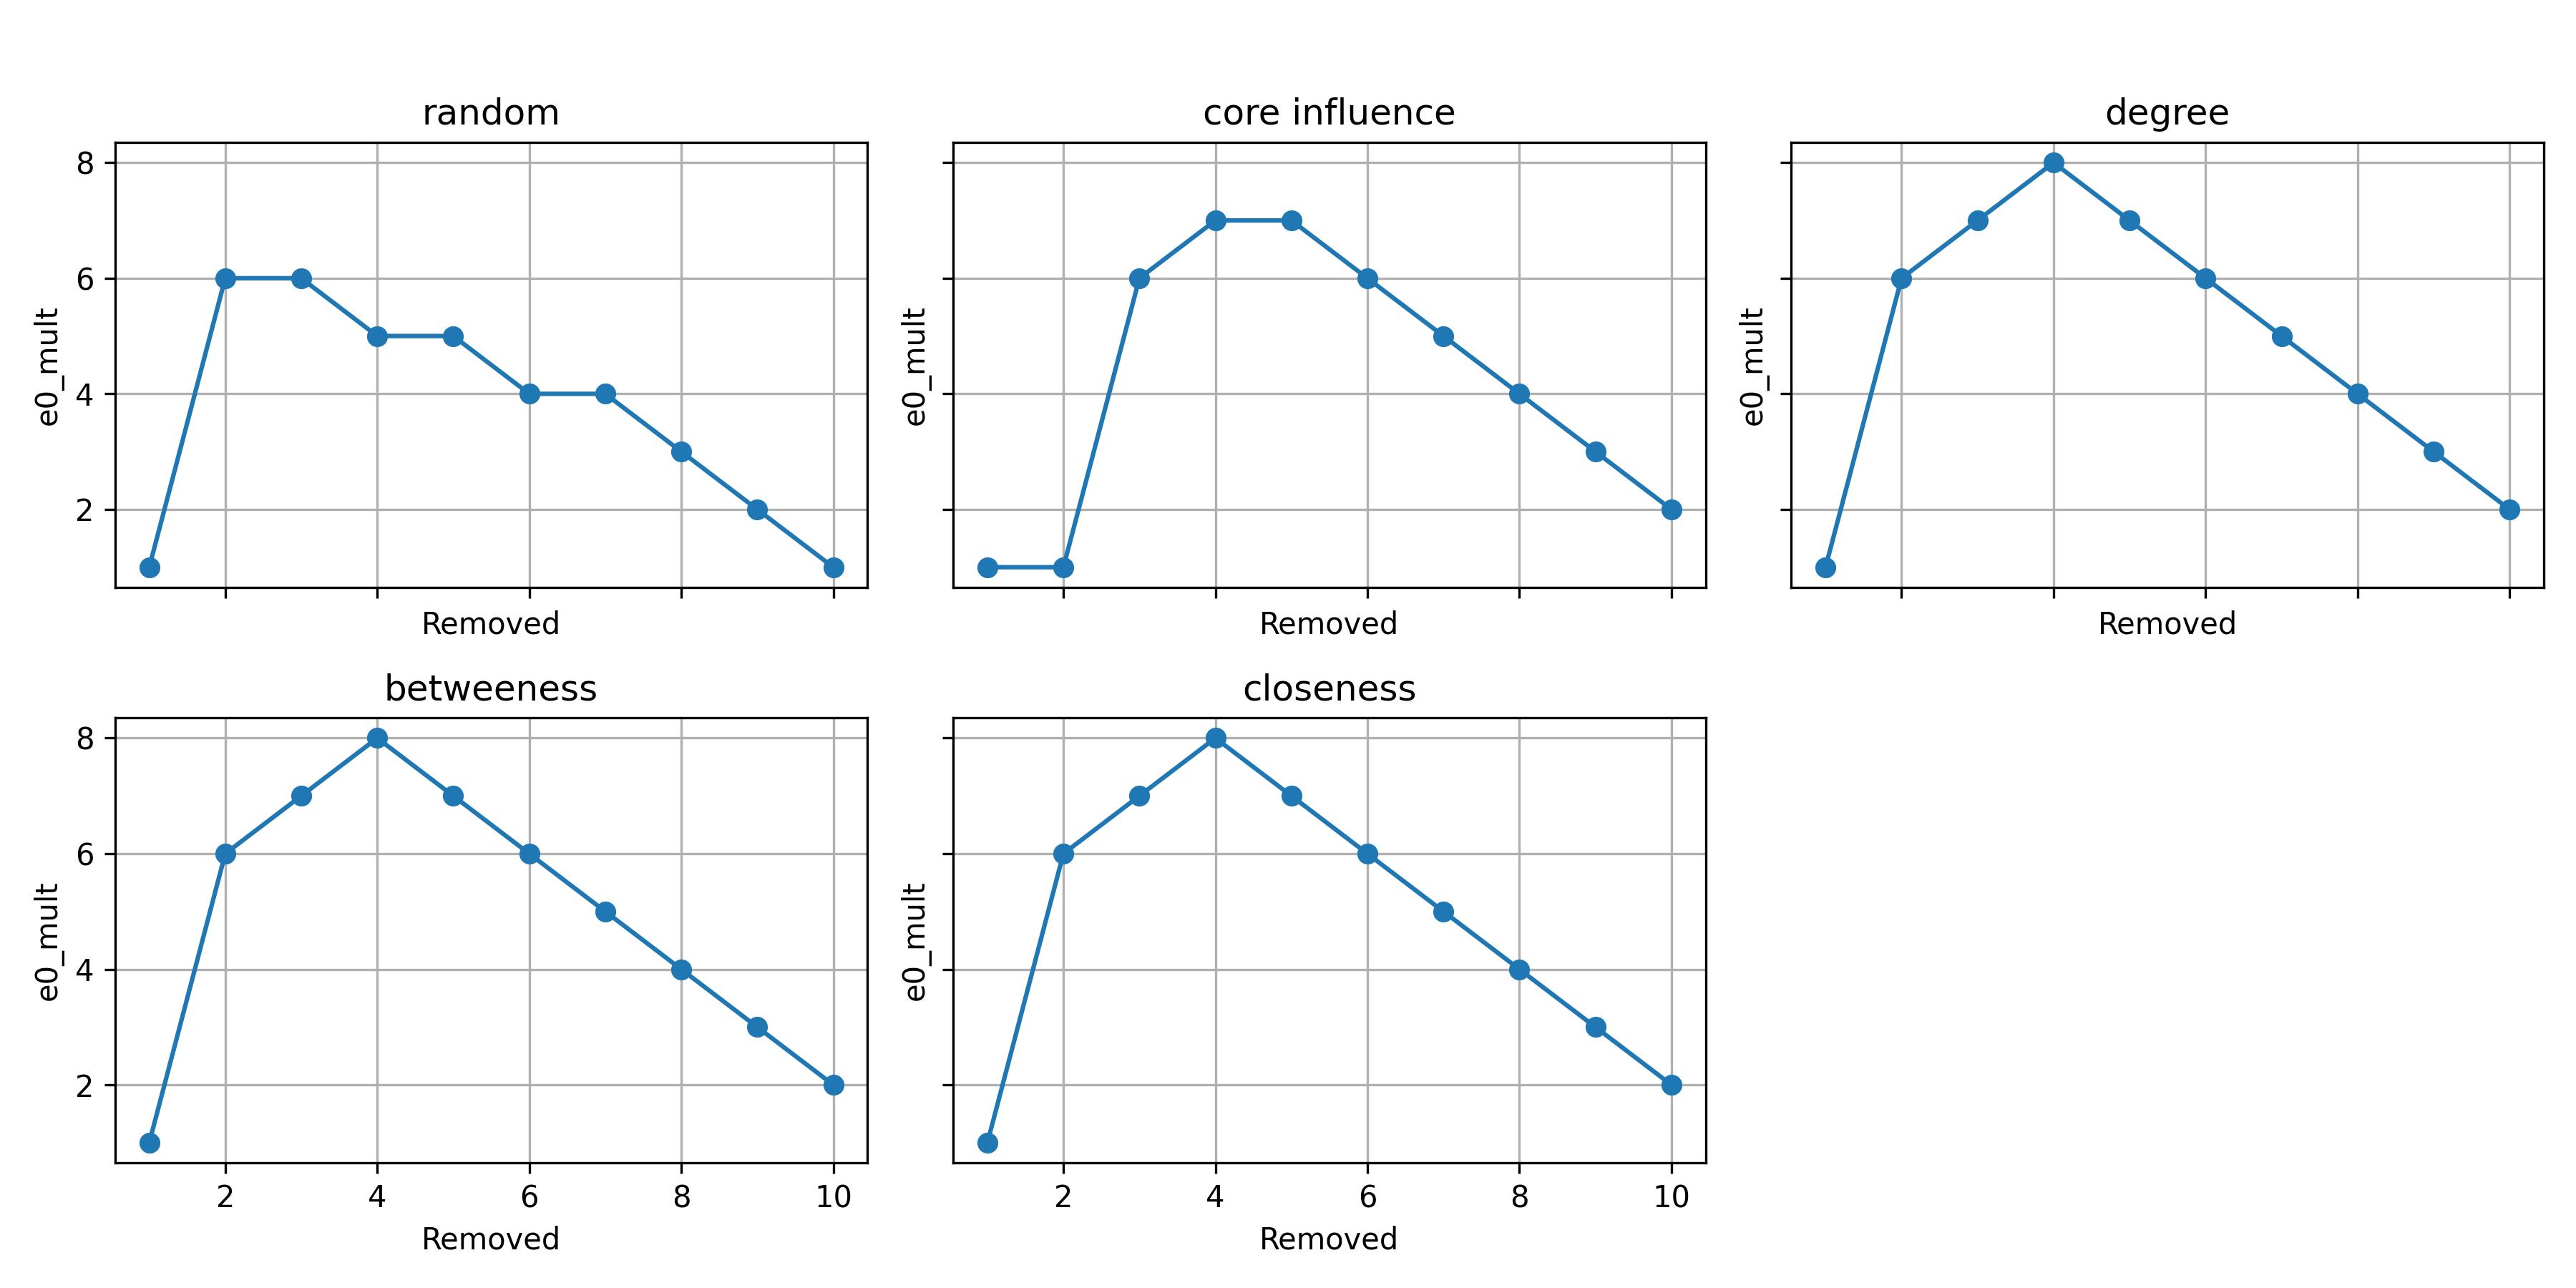 random
core influence
degree
8
6
4
2
e0_mult
e0_mult
e0_mult
Removed
Removed
Removed
betweeness
closeness
8
6
4
2
e0_mult
e0_mult
2 4 6 8 10
2 4 6 8 10
Removed
Removed